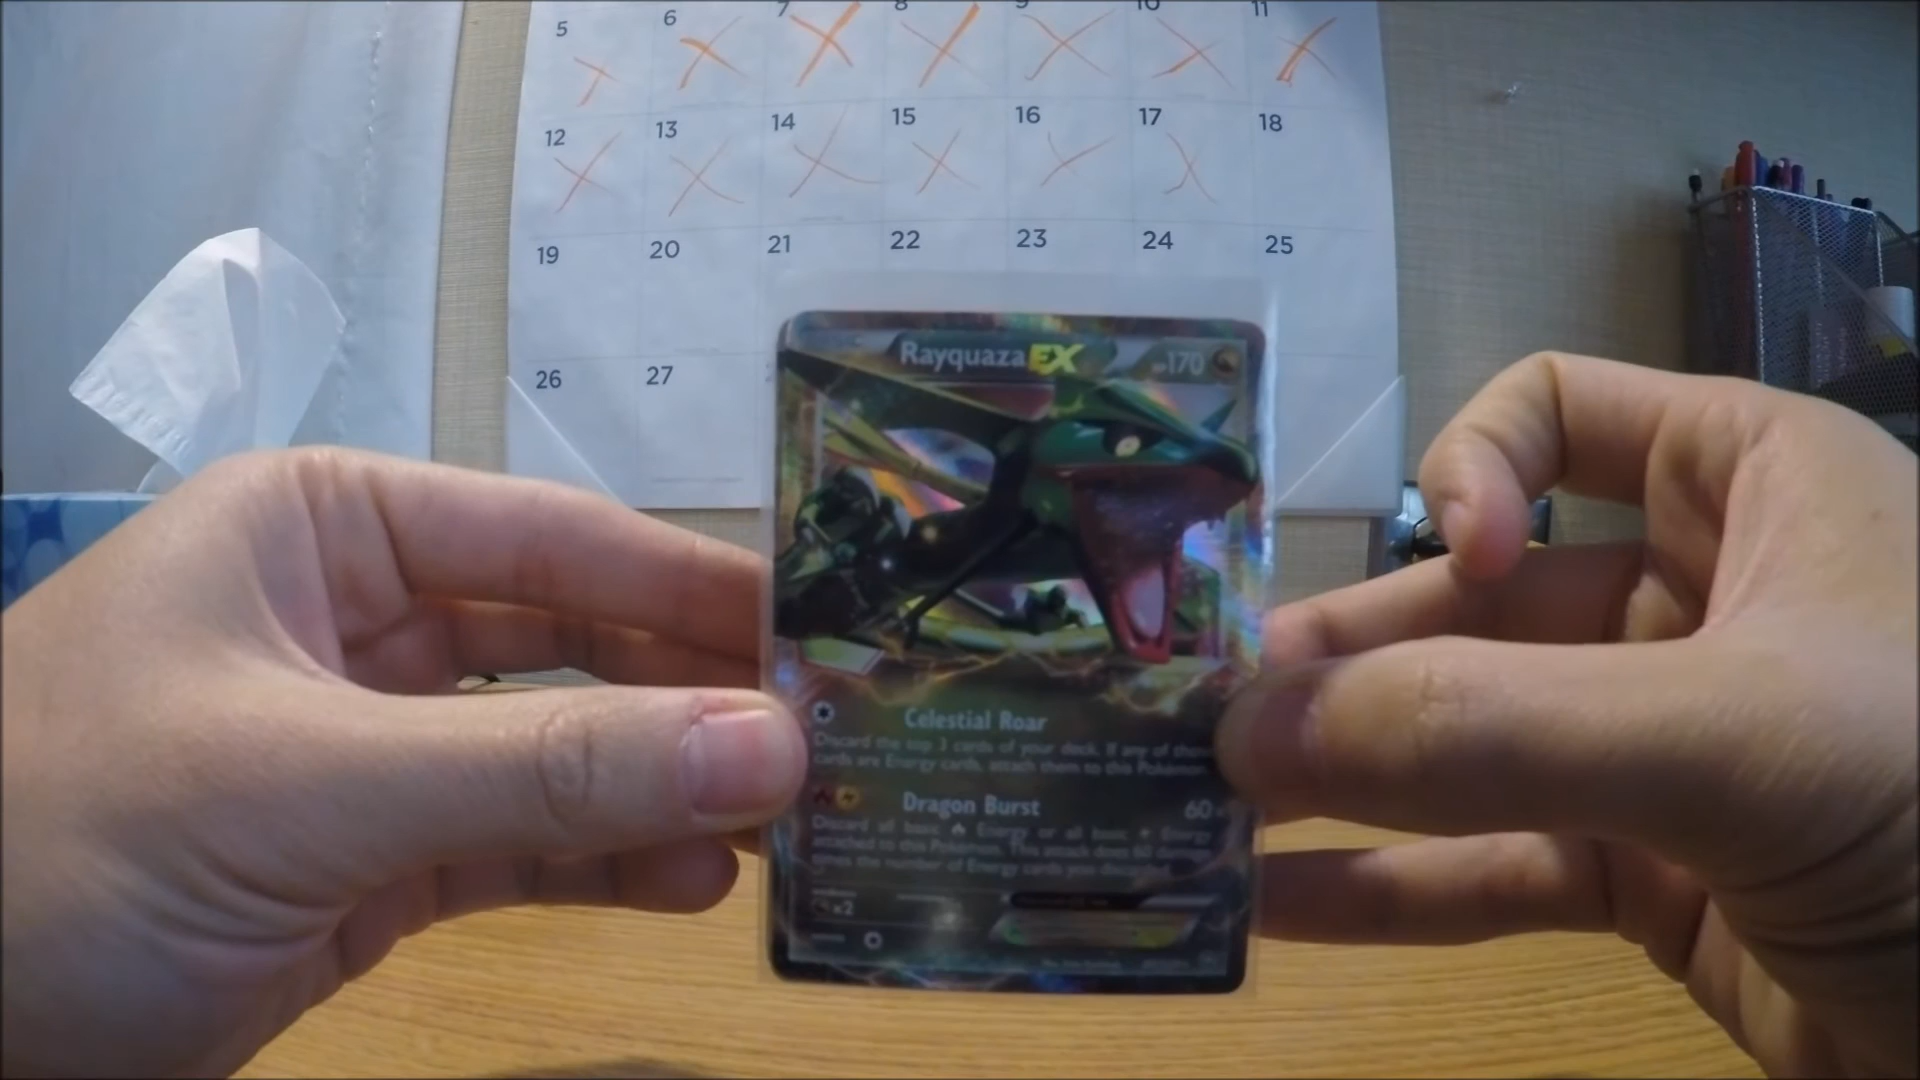 5 6 7 8 9 10 11
12 13 14 15 16 17 18
19 20 21 22 23 24 25
26 27
Rayquaza EX 170
Celestial Roar
Discard the top 3 cards of your deck. If any of those
cards are Energy cards, attach them to this Pokémon.
Dragon Burst 60×
Discard all basic Energy or all basic Energy
attached to this Pokémon. This attack does 60 damage
times the number of Energy cards you discarded.
×2